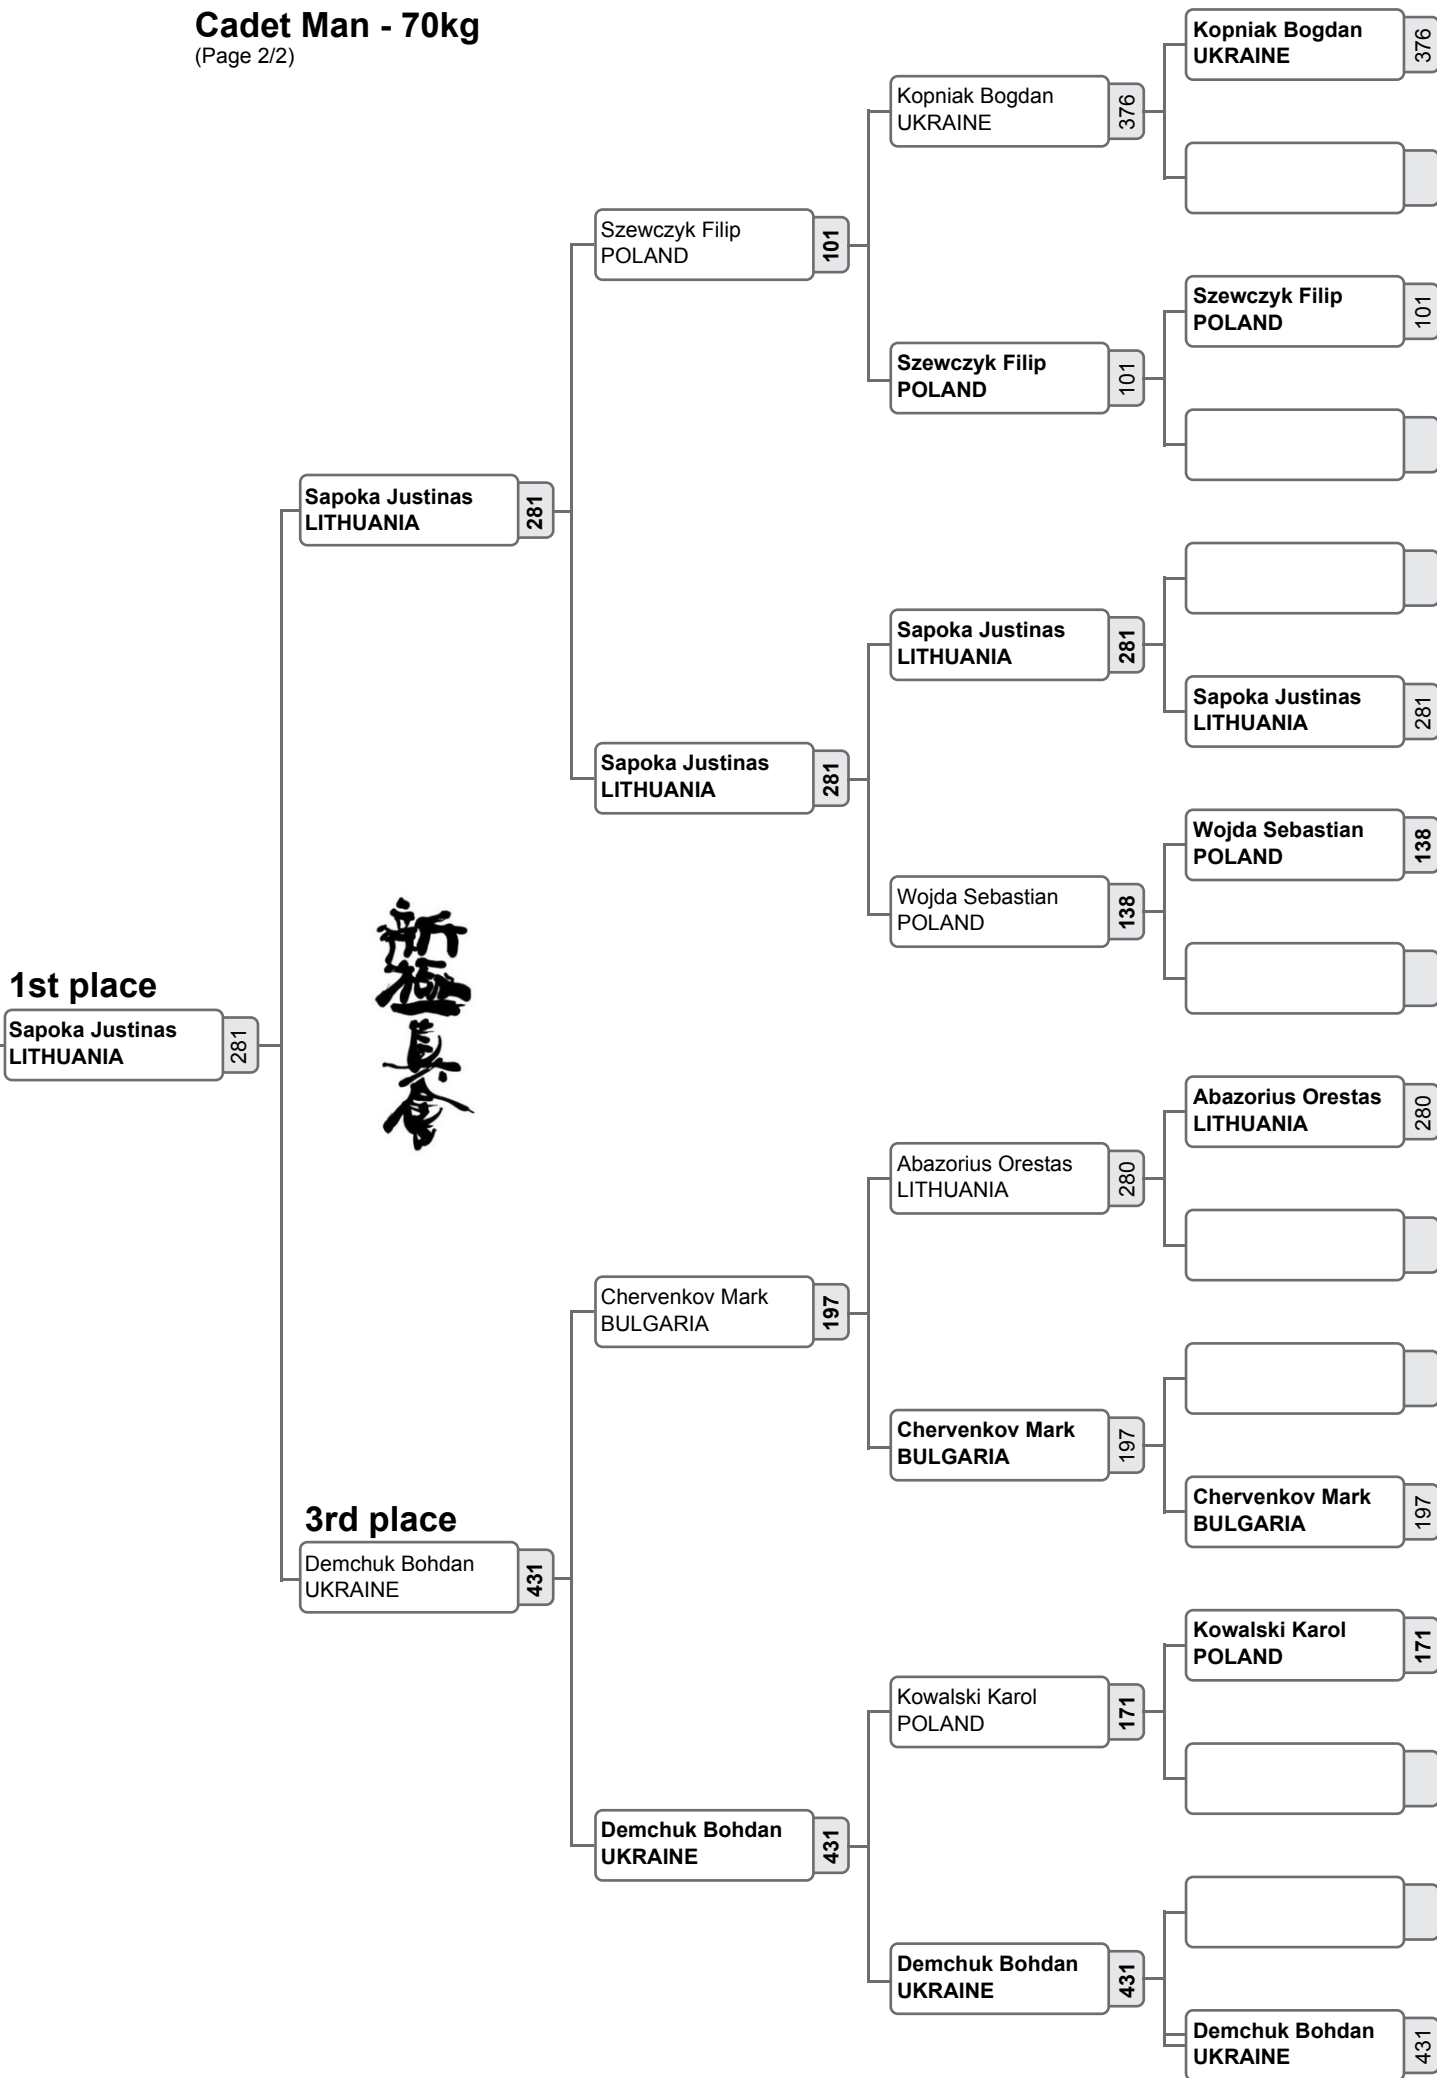 Cadet Man - 70kg
(Page 2/2)
Kopniak Bogdan
UKRAINE
376
Kopniak Bogdan
UKRAINE
376
Szewczyk Filip
POLAND
101
Szewczyk Filip
POLAND
101
Szewczyk Filip
POLAND
101
Sapoka Justinas
LITHUANIA
281
Sapoka Justinas
LITHUANIA
281
Sapoka Justinas
LITHUANIA
281
Sapoka Justinas
LITHUANIA
281
Wojda Sebastian
POLAND
138
Wojda Sebastian
POLAND
138
新
極
真
會
1st place
Sapoka Justinas
LITHUANIA
281
Abazorius Orestas
LITHUANIA
280
Abazorius Orestas
LITHUANIA
280
Chervenkov Mark
BULGARIA
197
Chervenkov Mark
BULGARIA
197
Chervenkov Mark
BULGARIA
197
3rd place
Demchuk Bohdan
UKRAINE
431
Kowalski Karol
POLAND
171
Kowalski Karol
POLAND
171
Demchuk Bohdan
UKRAINE
431
Demchuk Bohdan
UKRAINE
431
Demchuk Bohdan
UKRAINE
431